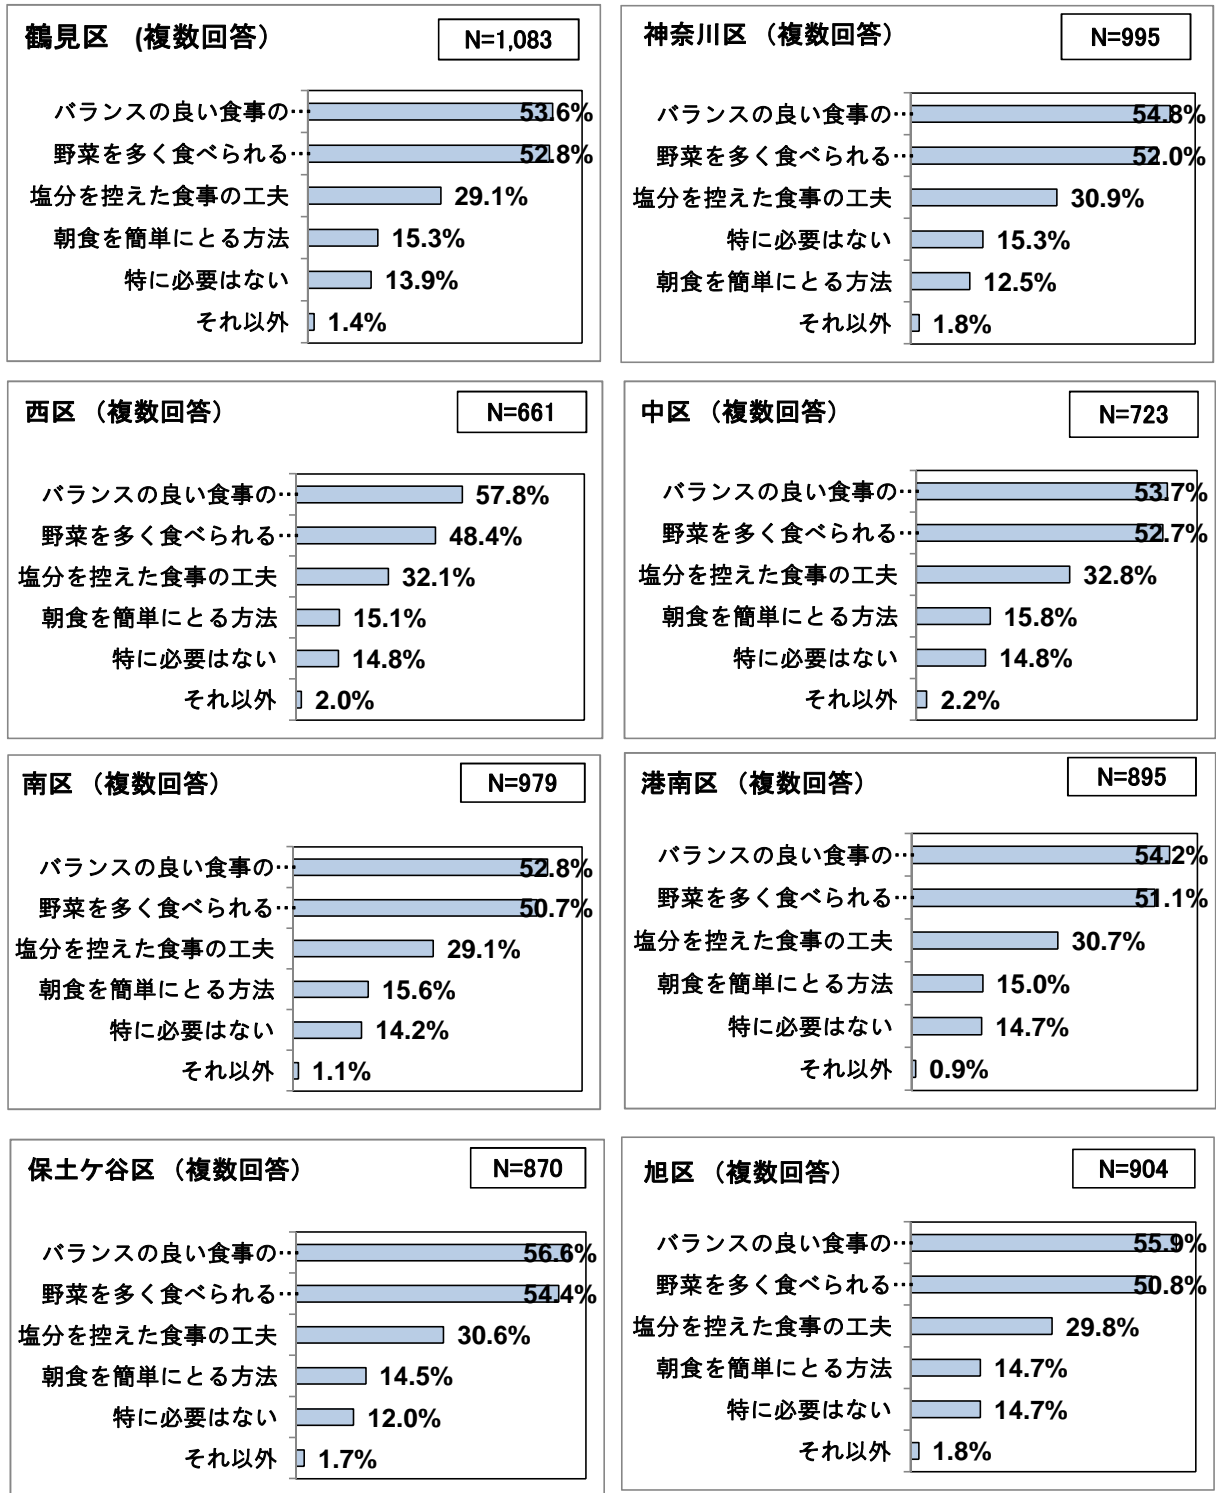 鶴見区 (複数回答)
N=1,083
バランスの良い食事の… 53.6%
野菜を多く食べられる… 52.8%
塩分を控えた食事の工夫 29.1%
朝食を簡単にとる方法 15.3%
特に必要はない 13.9%
それ以外 1.4%
神奈川区 (複数回答)
N=995
バランスの良い食事の… 54.8%
野菜を多く食べられる… 52.0%
塩分を控えた食事の工夫 30.9%
特に必要はない 15.3%
朝食を簡単にとる方法 12.5%
それ以外 1.8%
西区 (複数回答)
N=661
バランスの良い食事の… 57.8%
野菜を多く食べられる… 48.4%
塩分を控えた食事の工夫 32.1%
朝食を簡単にとる方法 15.1%
特に必要はない 14.8%
それ以外 2.0%
中区 (複数回答)
N=723
バランスの良い食事の… 53.7%
野菜を多く食べられる… 52.7%
塩分を控えた食事の工夫 32.8%
朝食を簡単にとる方法 15.8%
特に必要はない 14.8%
それ以外 2.2%
南区 (複数回答)
N=979
バランスの良い食事の… 52.8%
野菜を多く食べられる… 50.7%
塩分を控えた食事の工夫 29.1%
朝食を簡単にとる方法 15.6%
特に必要はない 14.2%
それ以外 1.1%
港南区 (複数回答)
N=895
バランスの良い食事の… 54.2%
野菜を多く食べられる… 51.1%
塩分を控えた食事の工夫 30.7%
朝食を簡単にとる方法 15.0%
特に必要はない 14.7%
それ以外 0.9%
保土ケ谷区 (複数回答)
N=870
バランスの良い食事の… 56.6%
野菜を多く食べられる… 54.4%
塩分を控えた食事の工夫 30.6%
朝食を簡単にとる方法 14.5%
特に必要はない 12.0%
それ以外 1.7%
旭区 (複数回答)
N=904
バランスの良い食事の… 55.9%
野菜を多く食べられる… 50.8%
塩分を控えた食事の工夫 29.8%
朝食を簡単にとる方法 14.7%
特に必要はない 14.7%
それ以外 1.8%